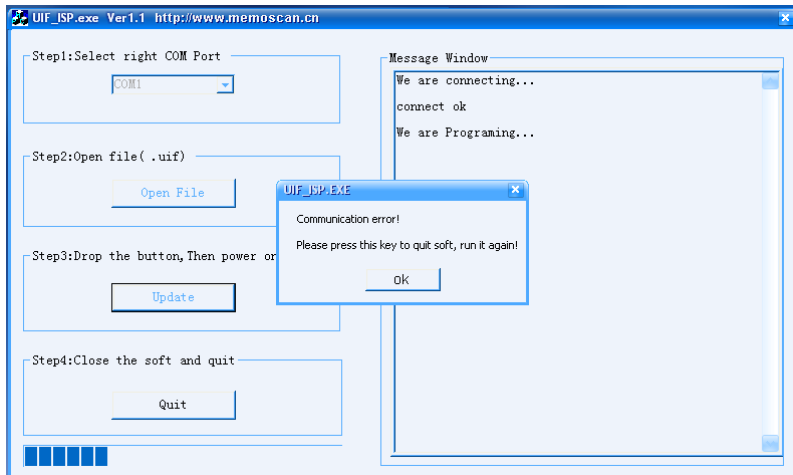 UIF_ISP.exe Ver1.1 http://www.memoscan.cn
Step1:Select right COM Port
COM1
Step2:Open file( .uif)
Open File
Step3:Drop the button,Then power or
Update
Step4:Close the soft and quit
Quit
Message Window
We are connecting...
connect ok
We are Programing...
UIF_ISP.EXE
Communication error!
Please press this key to quit soft, run it again!
Ok